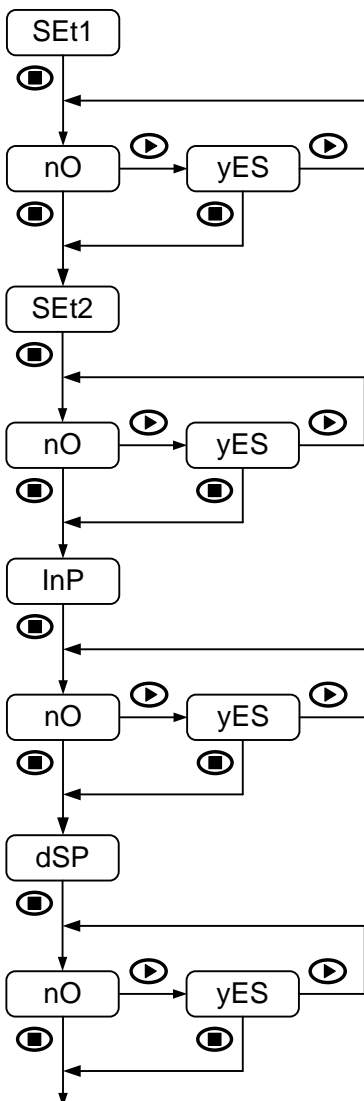 SEt1
nO yES
SEt2
nO yES
InP
nO yES
dSP
nO yES